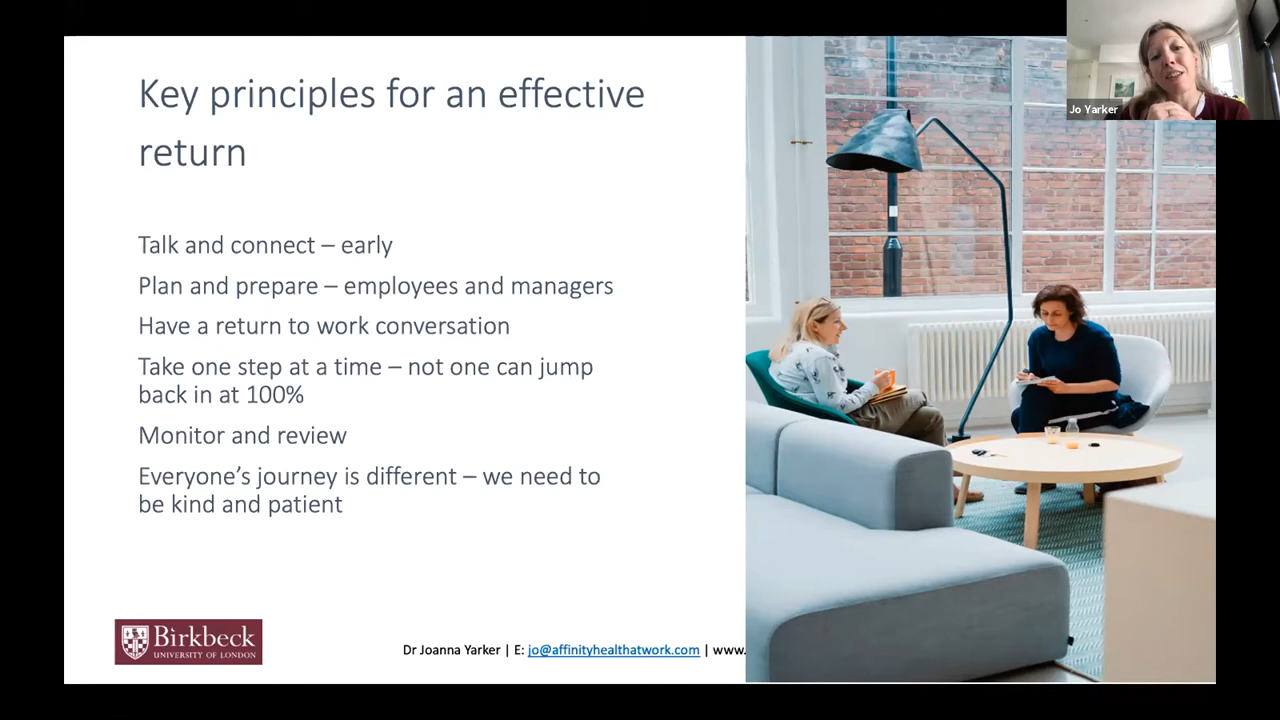 Key principles for an effective
return
Talk and connect – early
Plan and prepare – employees and managers
Have a return to work conversation
Take one step at a time – not one can jump
back in at 100%
Monitor and review
Everyone's journey is different – we need to
be kind and patient
Birkbeck
UNIVERSITY OF LONDON
Dr Joanna Yarker | E: jo@affinityhealthatwork.com | www.
Jo Yarker